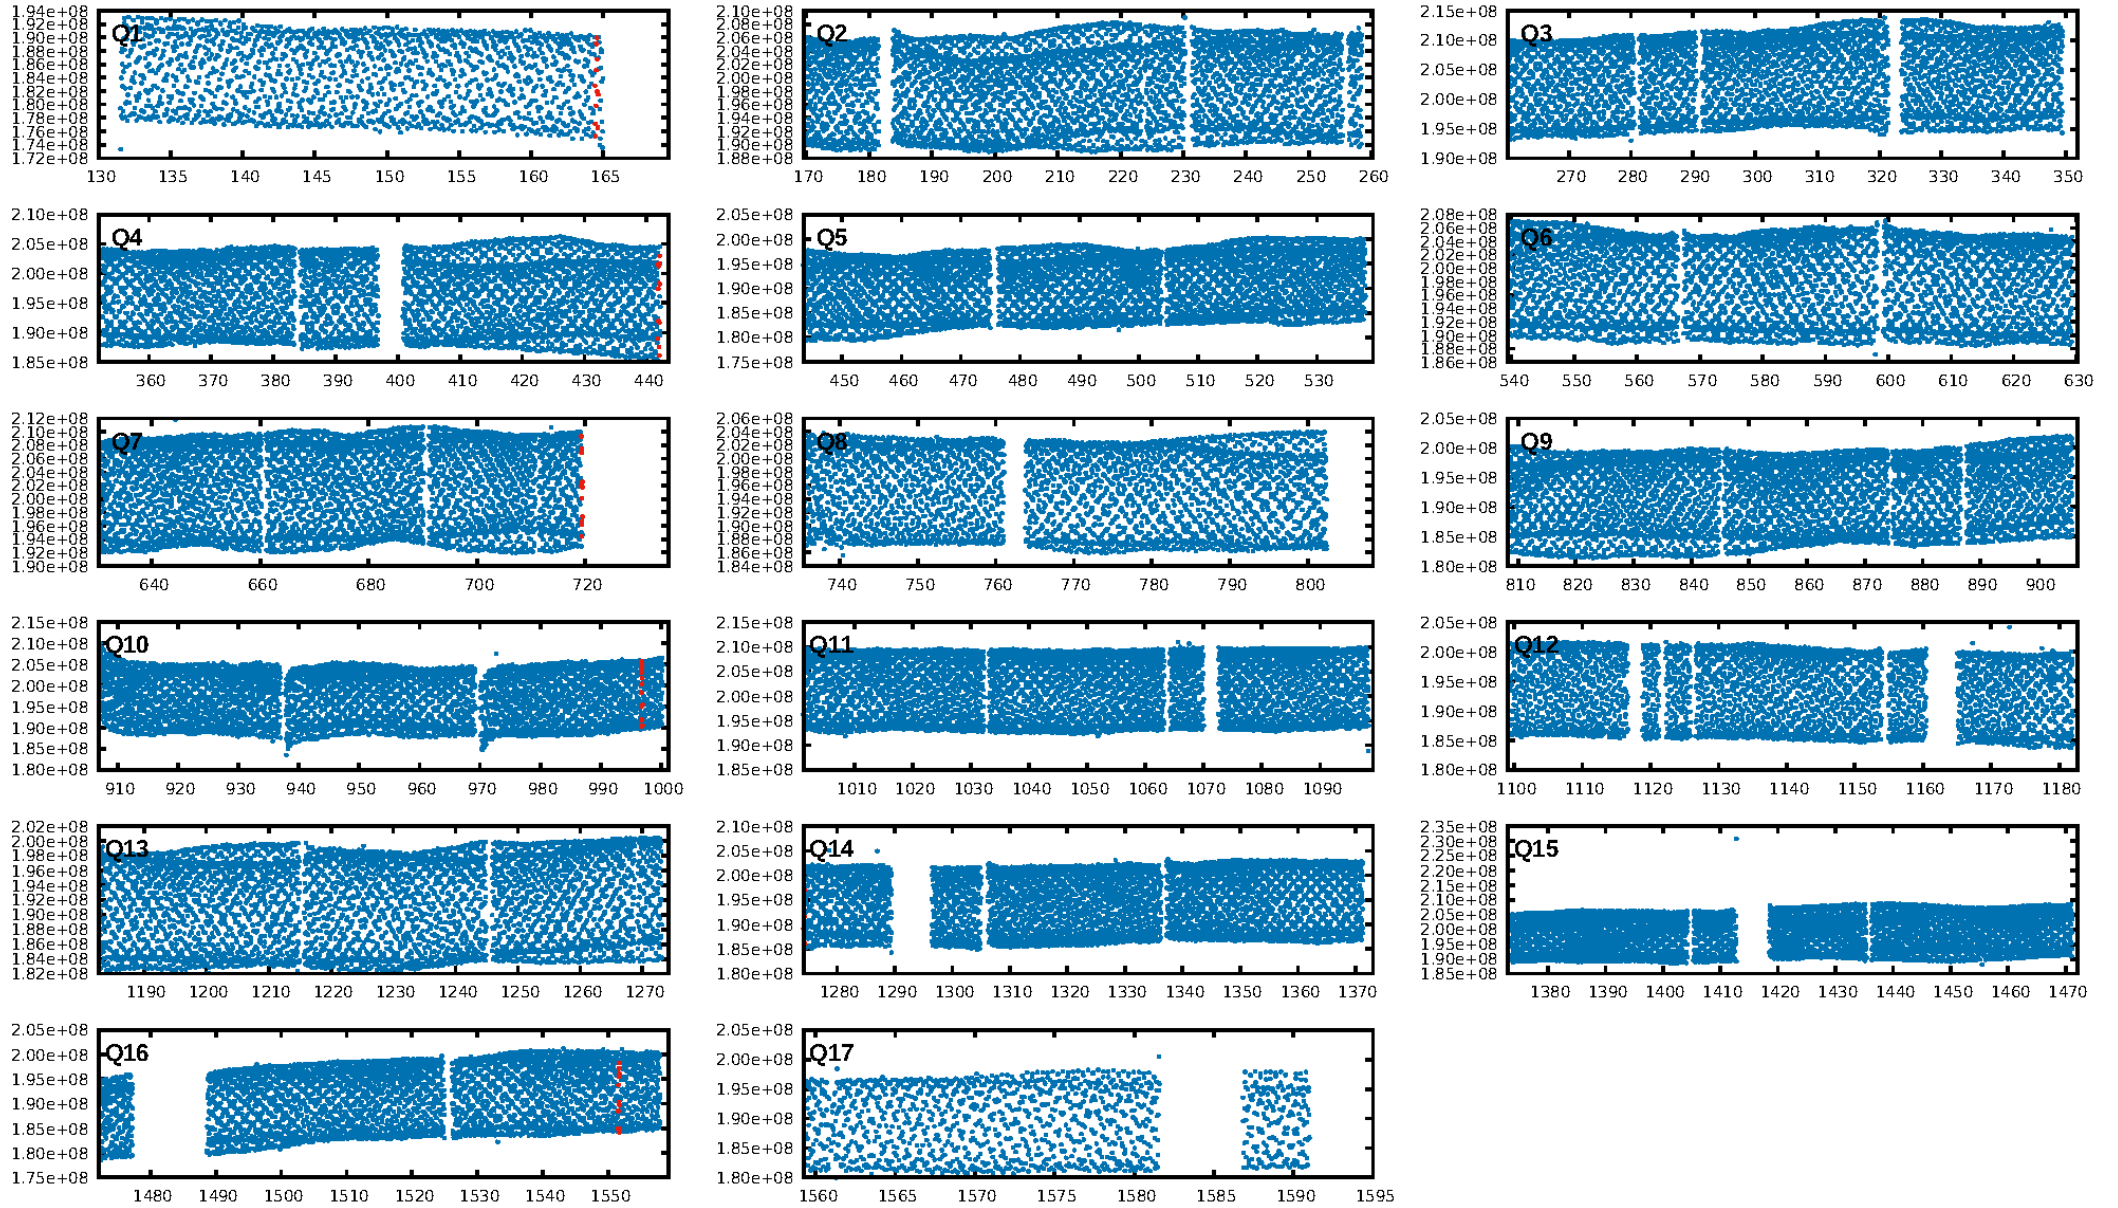 1.94e+08
1.92e+08
1.90e+08
1.88e+08
1.86e+08
1.84e+08
1.82e+08
1.80e+08
1.78e+08
1.76e+08
1.74e+08
1.72e+08
Q1
130 135 140 145 150 155 160 165
2.10e+08
2.08e+08
2.06e+08
2.04e+08
2.02e+08
2.00e+08
1.98e+08
1.96e+08
1.94e+08
1.92e+08
1.90e+08
1.88e+08
Q2
170 180 190 200 210 220 230 240 250 260
2.15e+08
2.10e+08
2.05e+08
2.00e+08
1.95e+08
1.90e+08
Q3
270 280 290 300 310 320 330 340 350
2.10e+08
2.05e+08
2.00e+08
1.95e+08
1.90e+08
1.85e+08
Q4
360 370 380 390 400 410 420 430 440
2.05e+08
2.00e+08
1.95e+08
1.90e+08
1.85e+08
1.80e+08
1.75e+08
Q5
450 460 470 480 490 500 510 520 530
2.08e+08
2.06e+08
2.04e+08
2.02e+08
2.00e+08
1.98e+08
1.96e+08
1.94e+08
1.92e+08
1.90e+08
1.88e+08
1.86e+08
Q6
540 550 560 570 580 590 600 610 620 630
2.12e+08
2.10e+08
2.08e+08
2.06e+08
2.04e+08
2.02e+08
2.00e+08
1.98e+08
1.96e+08
1.94e+08
1.92e+08
1.90e+08
Q7
640 660 680 700 720
2.06e+08
2.04e+08
2.02e+08
2.00e+08
1.98e+08
1.96e+08
1.94e+08
1.92e+08
1.90e+08
1.88e+08
1.86e+08
1.84e+08
Q8
740 750 760 770 780 790 800
2.05e+08
2.00e+08
1.95e+08
1.90e+08
1.85e+08
1.80e+08
Q9
810 820 830 840 850 860 870 880 890 900
2.15e+08
2.10e+08
2.05e+08
2.00e+08
1.95e+08
1.90e+08
1.85e+08
1.80e+08
Q10
910 920 930 940 950 960 970 980 990 1000
2.15e+08
2.10e+08
2.05e+08
2.00e+08
1.95e+08
1.90e+08
1.85e+08
Q11
1010 1020 1030 1040 1050 1060 1070 1080 1090
2.05e+08
2.00e+08
1.95e+08
1.90e+08
1.85e+08
1.80e+08
Q12
1100 1110 1120 1130 1140 1150 1160 1170 1180
2.02e+08
2.00e+08
1.98e+08
1.96e+08
1.94e+08
1.92e+08
1.90e+08
1.88e+08
1.86e+08
1.84e+08
1.82e+08
Q13
1190 1200 1210 1220 1230 1240 1250 1260 1270
2.10e+08
2.05e+08
2.00e+08
1.95e+08
1.90e+08
1.85e+08
1.80e+08
Q14
1280 1290 1300 1310 1320 1330 1340 1350 1360 1370
2.35e+08
2.30e+08
2.25e+08
2.20e+08
2.15e+08
2.10e+08
2.05e+08
2.00e+08
1.95e+08
1.90e+08
1.85e+08
Q15
1380 1390 1400 1410 1420 1430 1440 1450 1460 1470
2.05e+08
2.00e+08
1.95e+08
1.90e+08
1.85e+08
1.80e+08
1.75e+08
Q16
1480 1490 1500 1510 1520 1530 1540 1550
2.05e+08
2.00e+08
1.95e+08
1.90e+08
1.85e+08
1.80e+08
Q17
1560 1565 1570 1575 1580 1585 1590 1595